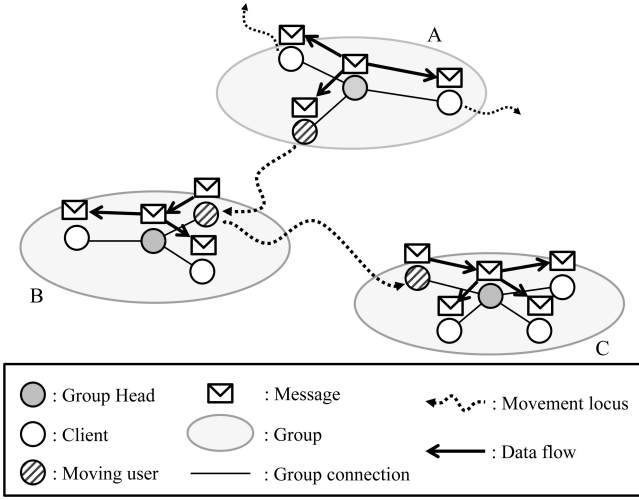 A
B
C
: Group Head
: Message
: Movement locus
: Client
: Group
: Data flow
: Moving user
: Group connection